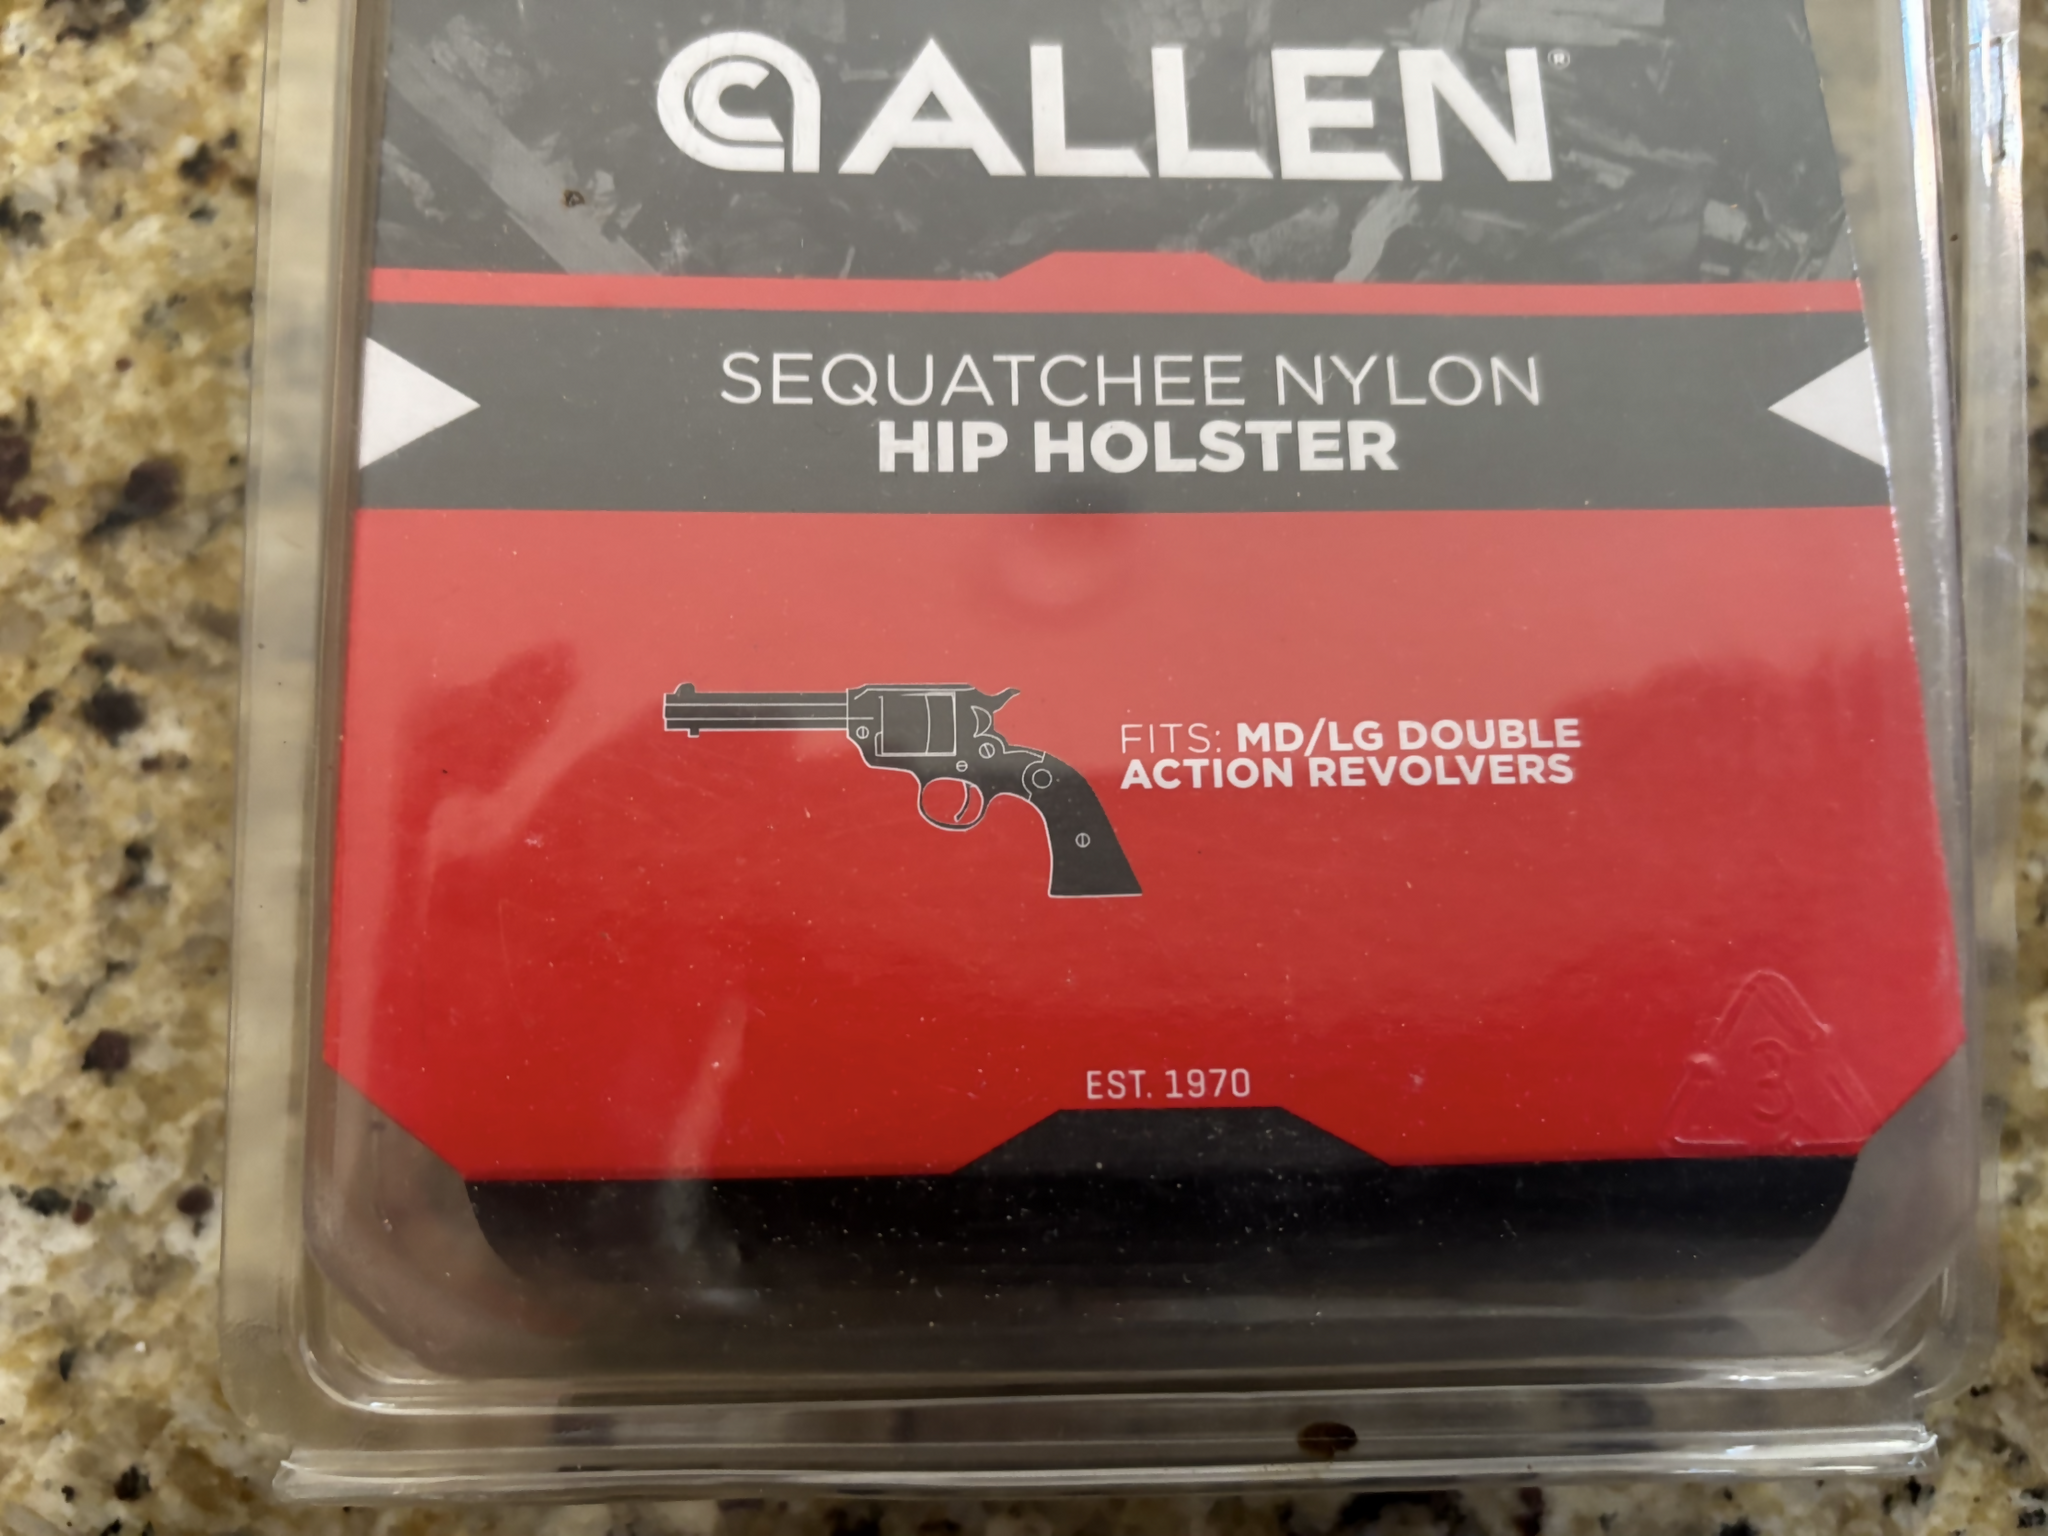 ALLEN®
SEQUATCHEE NYLON
HIP HOLSTER
FITS: MD/LG DOUBLE
ACTION REVOLVERS
EST. 1970
3